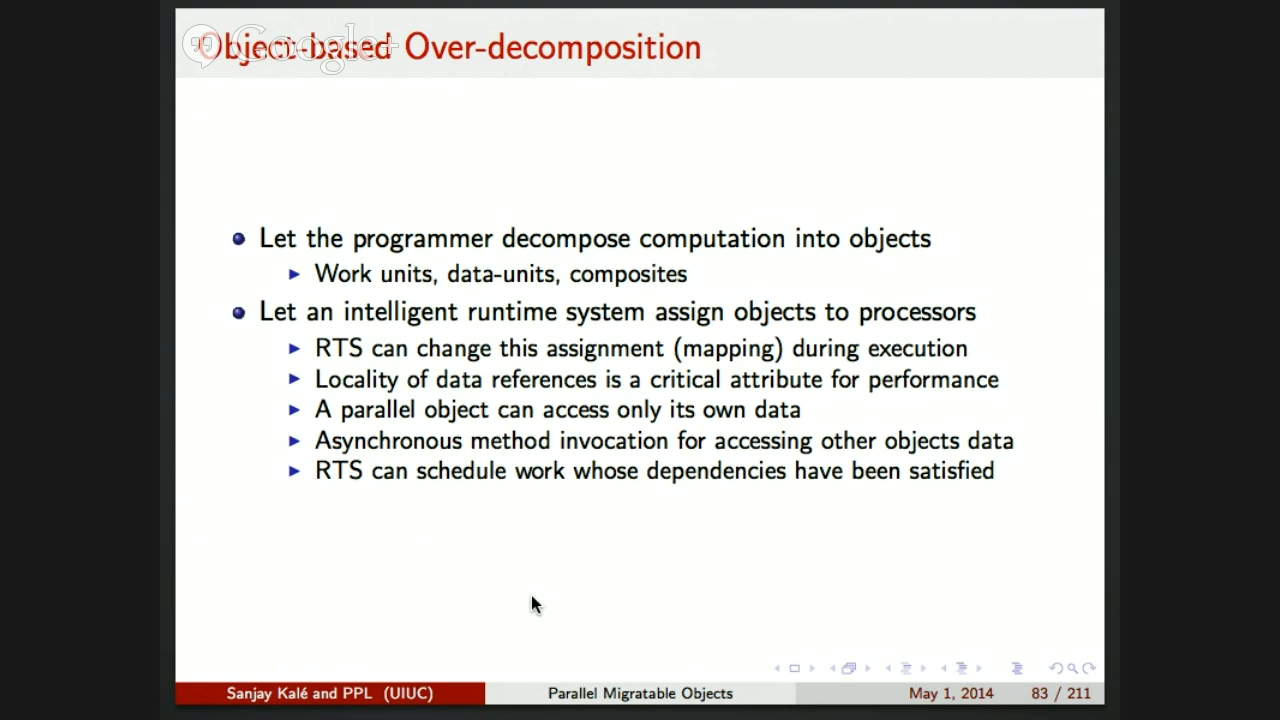 Object-based Over-decomposition
Google+
Let the programmer decompose computation into objects
Work units, data-units, composites
Let an intelligent runtime system assign objects to processors
RTS can change this assignment (mapping) during execution
Locality of data references is a critical attribute for performance
A parallel object can access only its own data
Asynchronous method invocation for accessing other objects data
RTS can schedule work whose dependencies have been satisfied
Sanjay Kalé and PPL (UIUC)
Parallel Migratable Objects
May 1, 2014
83 / 211